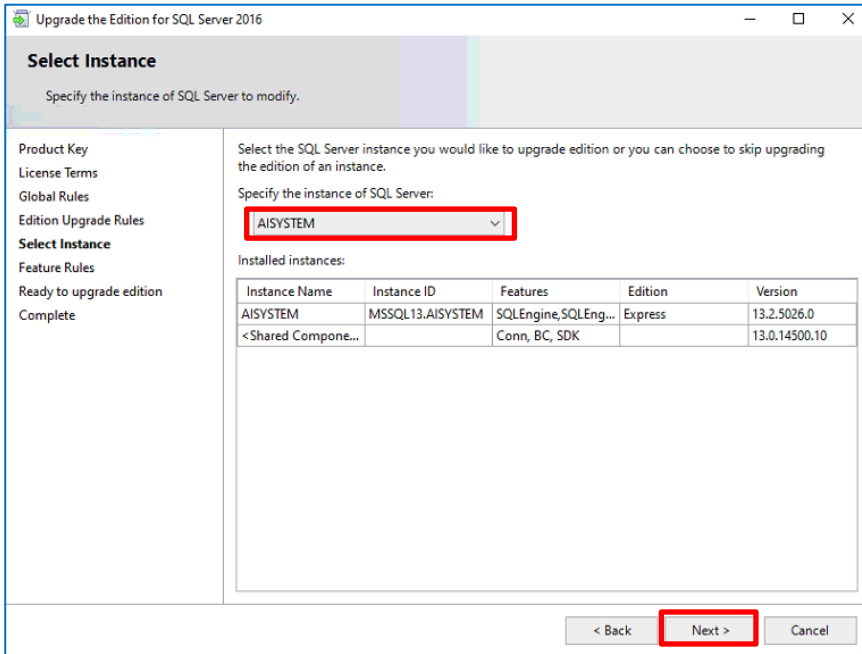 Upgrade the Edition for SQL Server 2016
Select Instance
Specify the instance of SQL Server to modify.
Product Key
License Terms
Global Rules
Edition Upgrade Rules
Select Instance
Feature Rules
Ready to upgrade edition
Complete
Select the SQL Server instance you would like to upgrade edition or you can choose to skip upgrading
the edition of an instance.
Specify the instance of SQL Server:
AISYSTEM
Installed instances:
Instance Name Instance ID Features Edition Version
AISYSTEM MSSQL13.AISYSTEM SQLEngine,SQLEng... Express 13.2.5026.0
<Shared Compone... Conn, BC, SDK 13.0.14500.10
< Back Next > Cancel